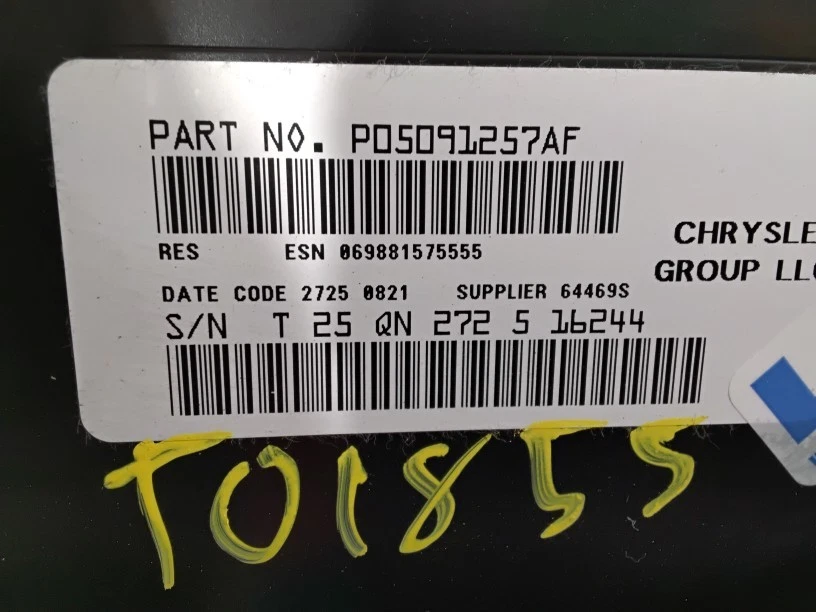 PART NO. P05091257AF
RES ESN 069881575555
CHRYSLE
GROUP LLC
DATE CODE 2725 0821 SUPPLIER 64469S
S/N T 25 QN 272 5 16244
T01855